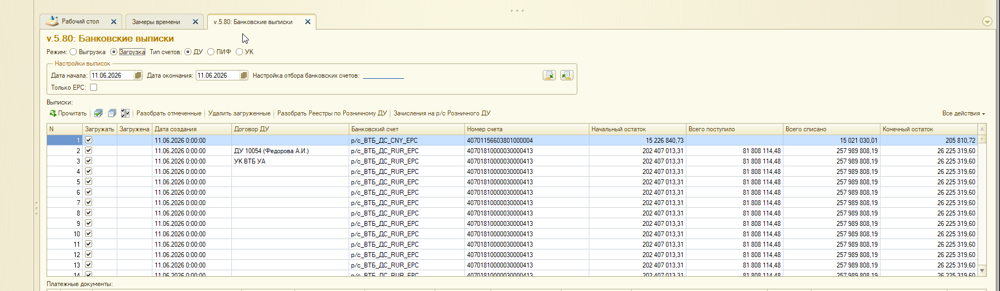 Рабочий стол Замеры времени v.5.80: Банковские выписки
v.5.80: Банковские выписки
Режим: Выгрузка Загрузка Тип счетов: ДУ ПИФ УК
Настройки выписок
Дата начала: 11.06.2026 Дата окончания: 11.06.2026 Настройка отбора банковских счетов:
Только ЕРС:
Выписки:
Прочитать Разобрать отмеченные Удалить загруженные Разобрать Реестры по Розничному ДУ Зачисления на р/с Розничного ДУ Все действия
N Загружать Загружена Дата создания Договор ДУ Банковский счет Номер счета Начальный остаток Всего поступило Всего списано Конечный остаток
1 11.06.2026 0:00:00 р/с_ВТБ_ДС_CNY_ЕРС 40701156603801000004 15 226 840,73 15 021 030,01 205 810,72
2 11.06.2026 0:00:00 ДУ 10054 (Федорова А.И.) р/с_ВТБ_ДС_RUR_ЕРС 40701810000030000413 202 407 013,31 81 808 114,48 257 989 808,19 26 225 319,60
3 11.06.2026 0:00:00 УК ВТБ УА р/с_ВТБ_ДС_RUR_ЕРС 40701810000030000413 202 407 013,31 81 808 114,48 257 989 808,19 26 225 319,60
4 11.06.2026 0:00:00 р/с_ВТБ_ДС_RUR_ЕРС 40701810000030000413 202 407 013,31 81 808 114,48 257 989 808,19 26 225 319,60
5 11.06.2026 0:00:00 р/с_ВТБ_ДС_RUR_ЕРС 40701810000030000413 202 407 013,31 81 808 114,48 257 989 808,19 26 225 319,60
6 11.06.2026 0:00:00 р/с_ВТБ_ДС_RUR_ЕРС 40701810000030000413 202 407 013,31 81 808 114,48 257 989 808,19 26 225 319,60
7 11.06.2026 0:00:00 р/с_ВТБ_ДС_RUR_ЕРС 40701810000030000413 202 407 013,31 81 808 114,48 257 989 808,19 26 225 319,60
8 11.06.2026 0:00:00 р/с_ВТБ_ДС_RUR_ЕРС 40701810000030000413 202 407 013,31 81 808 114,48 257 989 808,19 26 225 319,60
9 11.06.2026 0:00:00 р/с_ВТБ_ДС_RUR_ЕРС 40701810000030000413 202 407 013,31 81 808 114,48 257 989 808,19 26 225 319,60
10 11.06.2026 0:00:00 р/с_ВТБ_ДС_RUR_ЕРС 40701810000030000413 202 407 013,31 81 808 114,48 257 989 808,19 26 225 319,60
11 11.06.2026 0:00:00 р/с_ВТБ_ДС_RUR_ЕРС 40701810000030000413 202 407 013,31 81 808 114,48 257 989 808,19 26 225 319,60
12 11.06.2026 0:00:00 р/с_ВТБ_ДС_RUR_ЕРС 40701810000030000413 202 407 013,31 81 808 114,48 257 989 808,19 26 225 319,60
13 11.06.2026 0:00:00 р/с_ВТБ_ДС_RUR_ЕРС 40701810000030000413 202 407 013,31 81 808 114,48 257 989 808,19 26 225 319,60
14 11.06.2026 0:00:00 р/с_ВТБ_ДС_RUR_ЕРС 40701810000030000413 202 407 013,31 81 808 114,48 257 989 808,19 26 225 319,60
Платежные документы: